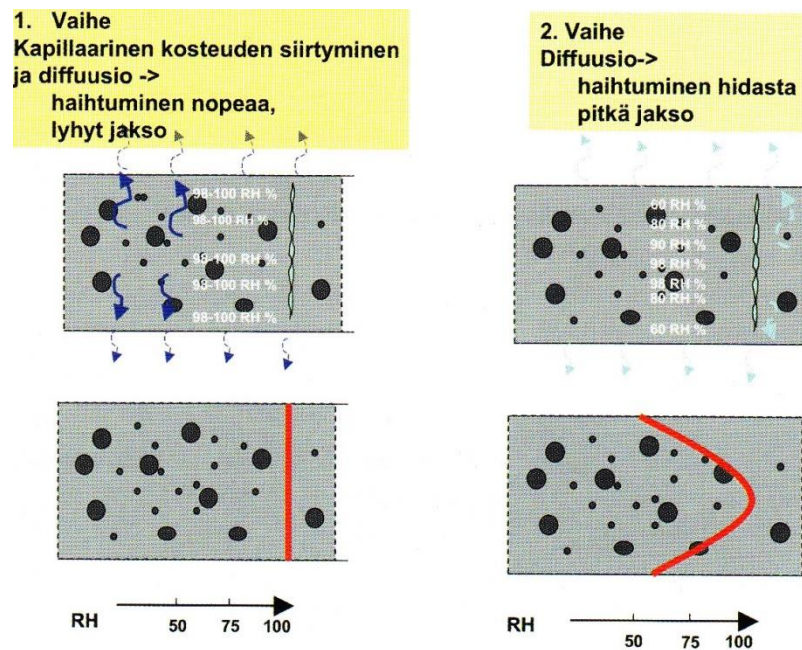 1. Vaihe
Kapillaarinen kosteuden siirtyminen
ja diffuusio ->
haihtuminen nopeaa,
lyhyt jakso
98-100 RH %
98-100 RH %
98-100 RH %
98-100 RH %
98-100 RH %
RH
50 75 100
2. Vaihe
Diffuusio->
haihtuminen hidasta
pitkä jakso
60 RH %
80 RH %
90 RH %
98 RH %
98 RH %
80 RH %
60 RH %
RH
50 75 100